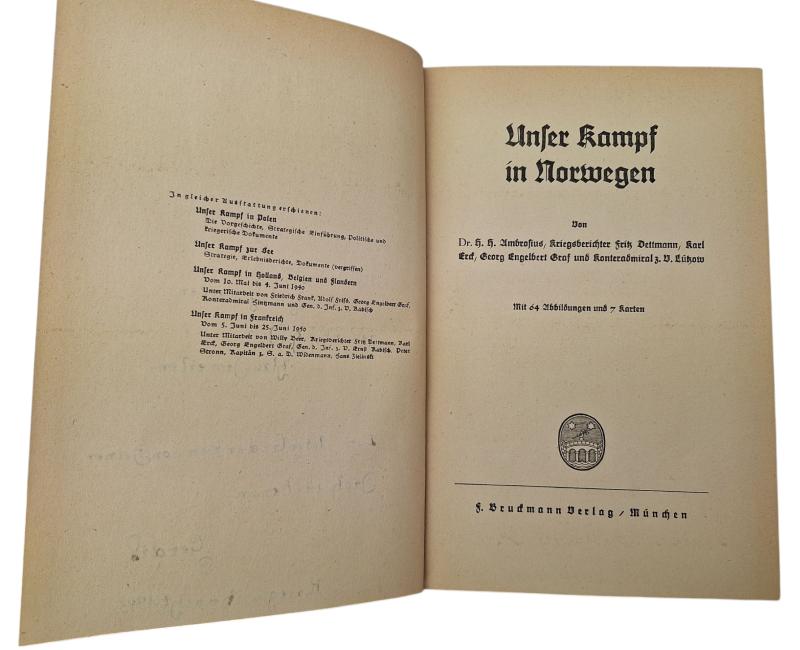 In gleicher Ausstattung erschienen:
Unser Kampf in Polen
Die Vorgeschichte, Strategische Einführung, Politische und
kriegerische Dokumente
Unser Kampf zur See
Strategie, Erlebnisberichte, Dokumente (vergriffen)
Unser Kampf in Holland, Belgien und Flandern
Vom 10. Mai bis 4. Juni 1940
Unter Mitarbeit von Friedrich Frank, Adolf Frisé, Georg Engelbert Graf,
Konteradmiral Gintzmann und Gen. d. Inf. z. V. Kabisch
Unser Kampf in Frankreich
Vom 5. Juni bis 25. Juni 1940
Unter Mitarbeit von Willy Beer, Kriegsberichter Fritz Dettmann, Karl
Erck, Georg Engelbert Graf, Gen. d. Inf. z. V. Ernst Kabisch, Peter
Stronn, Kapitän z. S. a. D. Widenmann, Hans Zielinski
Unser Kampf
in Norwegen
Von
Dr. H. H. Ambrosius, Kriegsberichter Fritz Dettmann, Karl
Erck, Georg Engelbert Graf und Konteradmiral z. V. Lützow
Mit 64 Abbildungen und 7 Karten
F. Bruckmann Verlag / München